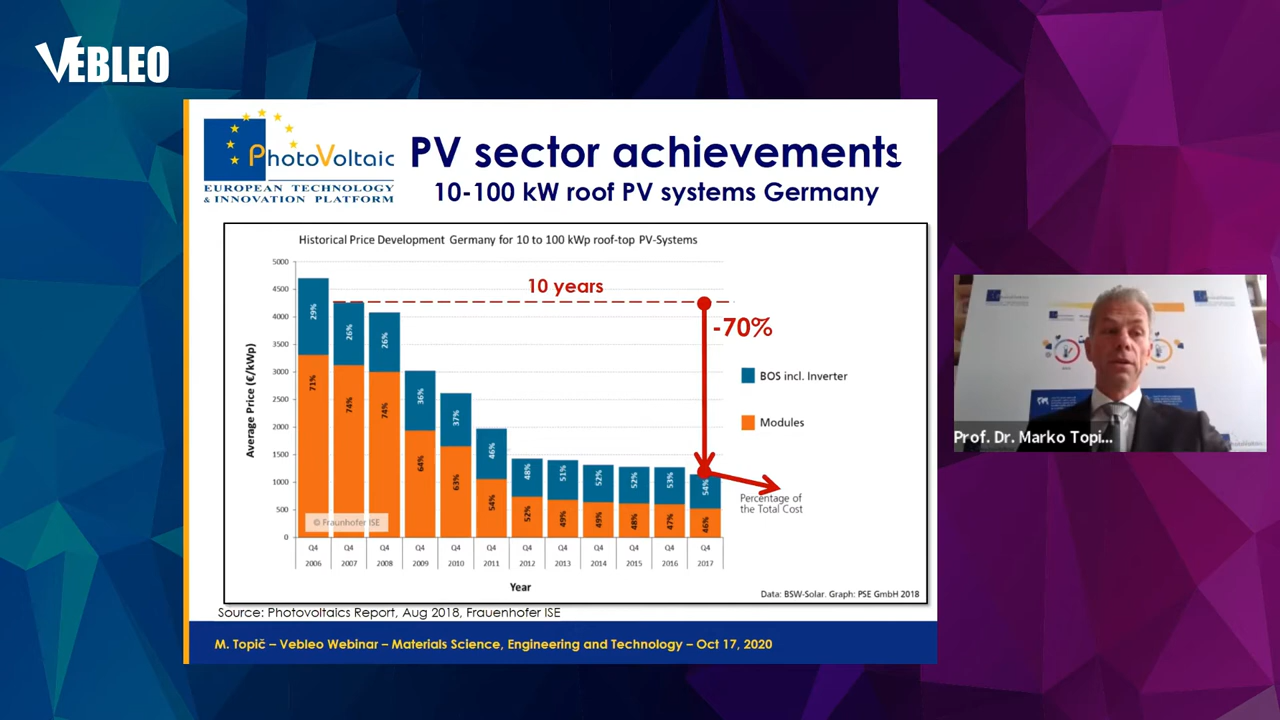 VEBLEO
PhotoVoltaic
EUROPEAN TECHNOLOGY
& INNOVATION PLATFORM
PV sector achievements
10-100 kW roof PV systems Germany
Historical Price Development Germany for 10 to 100 kWp roof-top PV-Systems
Average Price (€/kWp)
5000
4500
4000
3500
3000
2500
2000
1500
1000
500
0
29%
26%
26%
36%
37%
46%
48%
51%
52%
52%
53%
54%
71%
74%
74%
64%
63%
54%
52%
49%
49%
48%
47%
46%
10 years
-70%
BOS incl. Inverter
Modules
Percentage of
the Total Cost
© Fraunhofer ISE
Q4 Q4 Q4 Q4 Q4 Q4 Q4 Q4 Q4 Q4 Q4 Q4
2006 2007 2008 2009 2010 2011 2012 2013 2014 2015 2016 2017
Year
Data: BSW-Solar. Graph: PSE GmbH 2018
Source: Photovoltaics Report, Aug 2018, Frauenhofer ISE
M. Topič – Vebleo Webinar – Materials Science, Engineering and Technology – Oct 17, 2020
Prof. Dr. Marko Topi...